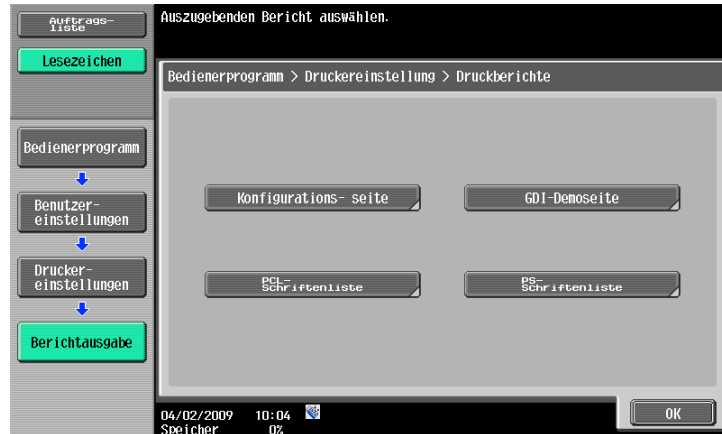 Auftrags-
liste
Lesezeichen
Bedienerprogramm
Benutzer-
einstellungen
Drucker-
einstellungen
Berichtausgabe
Auszugebenden Bericht auswählen.
Bedienerprogramm > Druckereinstellung > Druckberichte
Konfigurations- seite
GDI-Demoseite
PCL-
Schriftenliste
PS-
Schriftenliste
04/02/2009 10:04
Speicher 0%
OK